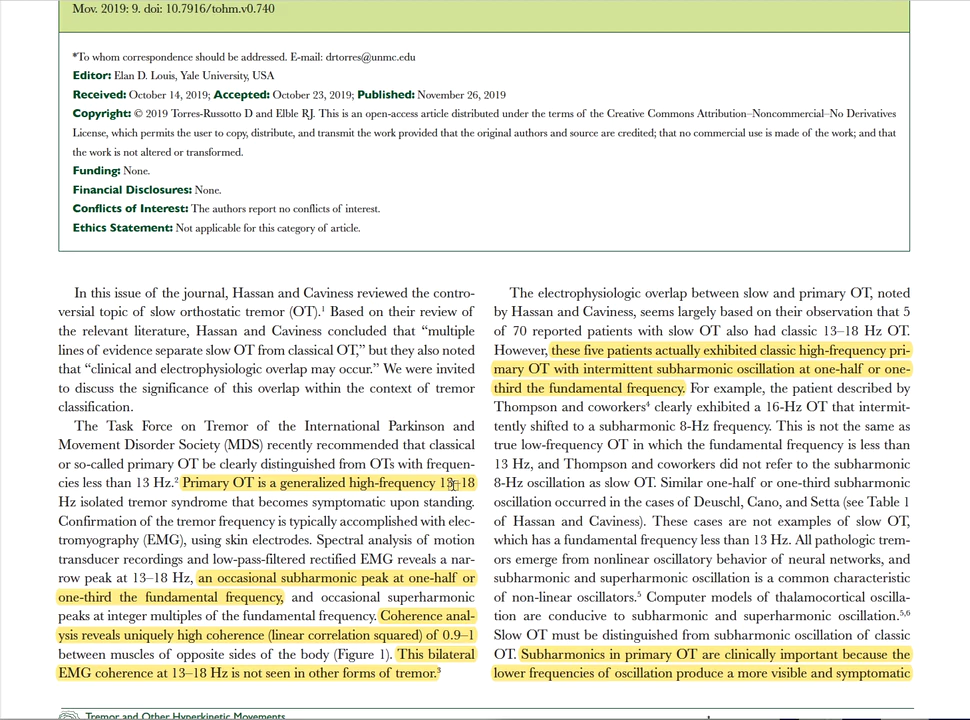 Mov. 2019: 9. doi: 10.7916/tohm.v0.740
*To whom correspondence should be addressed. E-mail: drtorres@unmc.edu
Editor: Elan D. Louis, Yale University, USA
Received: October 14, 2019; Accepted: October 23, 2019; Published: November 26, 2019
Copyright: © 2019 Torres-Russotto D and Elble RJ. This is an open-access article distributed under the terms of the Creative Commons Attribution–Noncommercial–No Derivatives
License, which permits the user to copy, distribute, and transmit the work provided that the original authors and source are credited; that no commercial use is made of the work; and that
the work is not altered or transformed.
Funding: None.
Financial Disclosures: None.
Conflicts of Interest: The authors report no conflicts of interest.
Ethics Statement: Not applicable for this category of article.
In this issue of the journal, Hassan and Caviness reviewed the contro-
versial topic of slow orthostatic tremor (OT).¹ Based on their review of
the relevant literature, Hassan and Caviness concluded that “multiple
lines of evidence separate slow OT from classical OT,” but they also noted
that “clinical and electrophysiologic overlap may occur.” We were invited
to discuss the significance of this overlap within the context of tremor
classification.
The Task Force on Tremor of the International Parkinson and
Movement Disorder Society (MDS) recently recommended that classical
or so-called primary OT be clearly distinguished from OTs with frequen-
cies less than 13 Hz.² Primary OT is a generalized high-frequency 13–18
Hz isolated tremor syndrome that becomes symptomatic upon standing.
Confirmation of the tremor frequency is typically accomplished with elec-
tromyography (EMG), using skin electrodes. Spectral analysis of motion
transducer recordings and low-pass-filtered rectified EMG reveals a nar-
row peak at 13–18 Hz, an occasional subharmonic peak at one-half or
one-third the fundamental frequency, and occasional superharmonic
peaks at integer multiples of the fundamental frequency. Coherence anal-
ysis reveals uniquely high coherence (linear correlation squared) of 0.9–1
between muscles of opposite sides of the body (Figure 1). This bilateral
EMG coherence at 13–18 Hz is not seen in other forms of tremor.³
The electrophysiologic overlap between slow and primary OT, noted
by Hassan and Caviness, seems largely based on their observation that 5
of 70 reported patients with slow OT also had classic 13–18 Hz OT.
However, these five patients actually exhibited classic high-frequency pri-
mary OT with intermittent subharmonic oscillation at one-half or one-
third the fundamental frequency. For example, the patient described by
Thompson and coworkers⁴ clearly exhibited a 16-Hz OT that intermit-
tently shifted to a subharmonic 8-Hz frequency. This is not the same as
true low-frequency OT in which the fundamental frequency is less than
13 Hz, and Thompson and coworkers did not refer to the subharmonic
8-Hz oscillation as slow OT. Similar one-half or one-third subharmonic
oscillation occurred in the cases of Deuschl, Cano, and Setta (see Table 1
of Hassan and Caviness). These cases are not examples of slow OT,
which has a fundamental frequency less than 13 Hz. All pathologic trem-
ors emerge from nonlinear oscillatory behavior of neural networks, and
subharmonic and superharmonic oscillation is a common characteristic
of non-linear oscillators.⁵ Computer models of thalamocortical oscilla-
tion are conducive to subharmonic and superharmonic oscillation.⁵,⁶
Slow OT must be distinguished from subharmonic oscillation of classic
OT. Subharmonics in primary OT are clinically important because the
lower frequencies of oscillation produce a more visible and symptomatic
Tremor and Other Hyperkinetic Movements